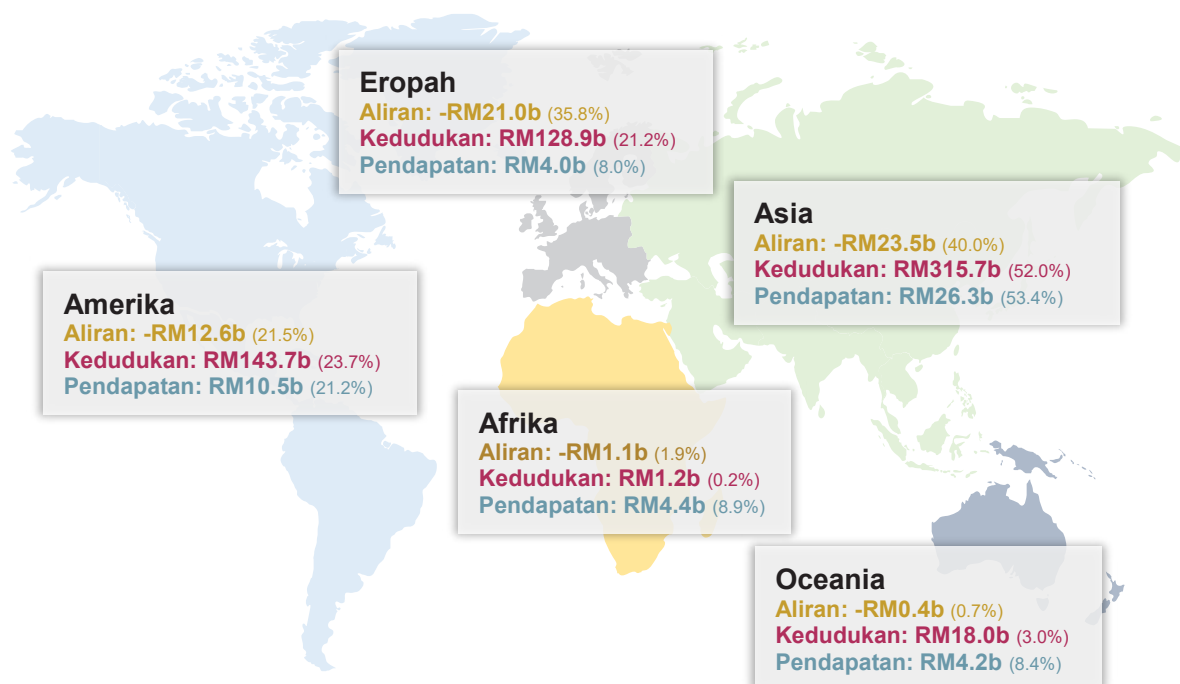 Eropah
Aliran: -RM21.0b (35.8%)
Kedudukan: RM128.9b (21.2%)
Pendapatan: RM4.0b (8.0%)
Asia
Aliran: -RM23.5b (40.0%)
Kedudukan: RM315.7b (52.0%)
Pendapatan: RM26.3b (53.4%)
Amerika
Aliran: -RM12.6b (21.5%)
Kedudukan: RM143.7b (23.7%)
Pendapatan: RM10.5b (21.2%)
Afrika
Aliran: -RM1.1b (1.9%)
Kedudukan: RM1.2b (0.2%)
Pendapatan: RM4.4b (8.9%)
Oceania
Aliran: -RM0.4b (0.7%)
Kedudukan: RM18.0b (3.0%)
Pendapatan: RM4.2b (8.4%)